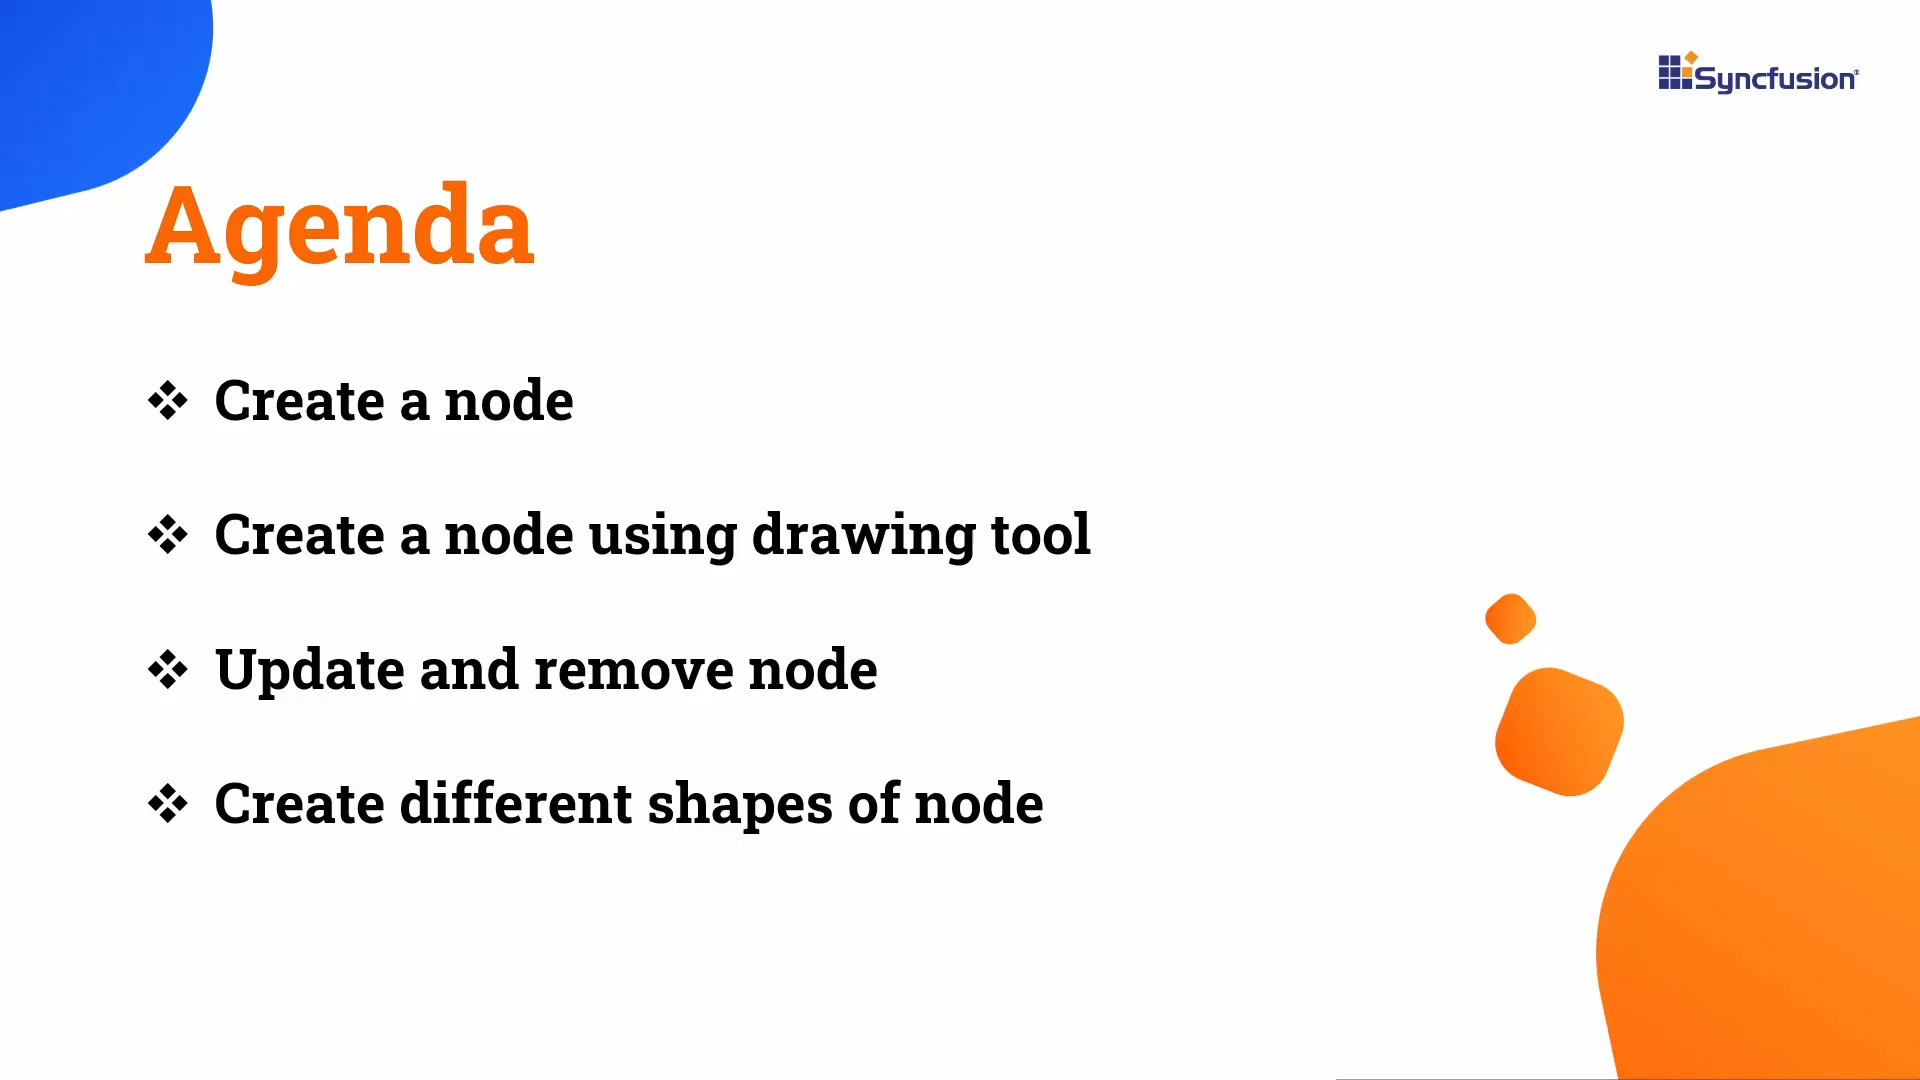 Syncfusion®
Agenda
❖ Create a node
❖ Create a node using drawing tool
❖ Update and remove node
❖ Create different shapes of node